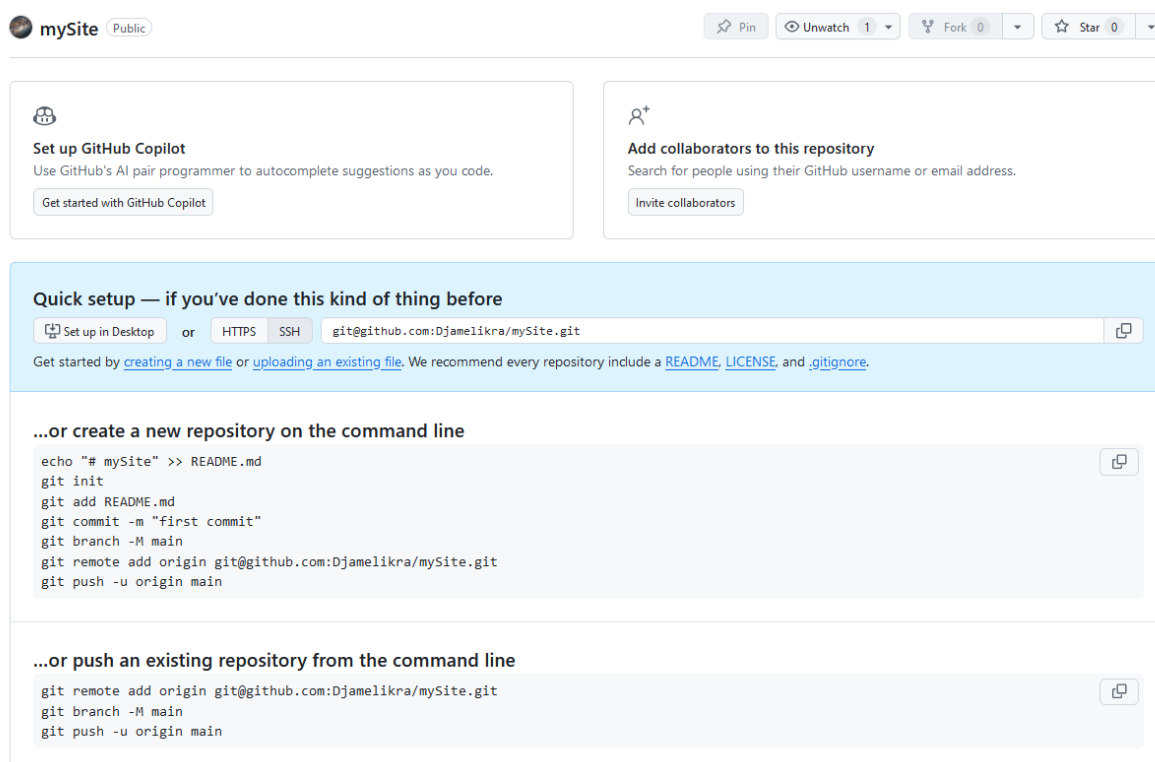 mySite Public
Pin Unwatch 1 Fork 0 Star 0
Set up GitHub Copilot
Use GitHub's AI pair programmer to autocomplete suggestions as you code.
Get started with GitHub Copilot
Add collaborators to this repository
Search for people using their GitHub username or email address.
Invite collaborators
Quick setup — if you've done this kind of thing before
Set up in Desktop or HTTPS SSH git@github.com:Djamelikra/mySite.git
Get started by creating a new file or uploading an existing file. We recommend every repository include a README, LICENSE, and .gitignore.
…or create a new repository on the command line
echo "# mySite" >> README.md
git init
git add README.md
git commit -m "first commit"
git branch -M main
git remote add origin git@github.com:Djamelikra/mySite.git
git push -u origin main
…or push an existing repository from the command line
git remote add origin git@github.com:Djamelikra/mySite.git
git branch -M main
git push -u origin main